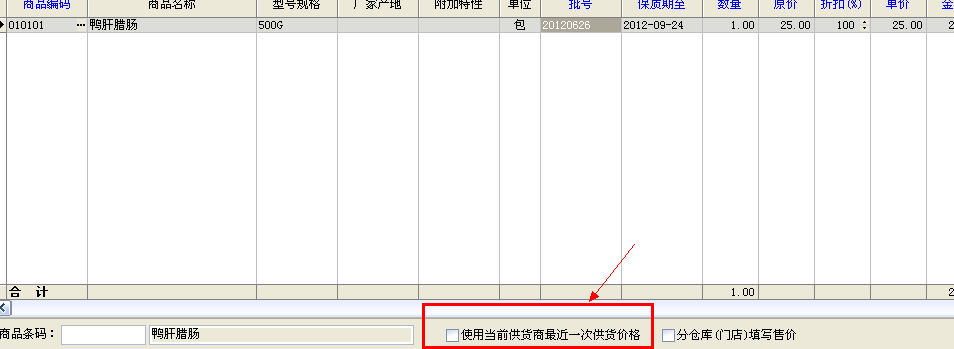 商品编码 商品名称 型号规格 厂家产地 附加特性 单位 批号 保质期至 数量 原价 折扣(%) 单价 金
010101 ··· 鸭肝腊肠 500G 包 20120626 2012-09-24 1.00 25.00 100 25.00 2
合 计 1.00 2
商品条码： 鸭肝腊肠 使用当前供货商最近一次供货价格 分仓库(门店)填写售价